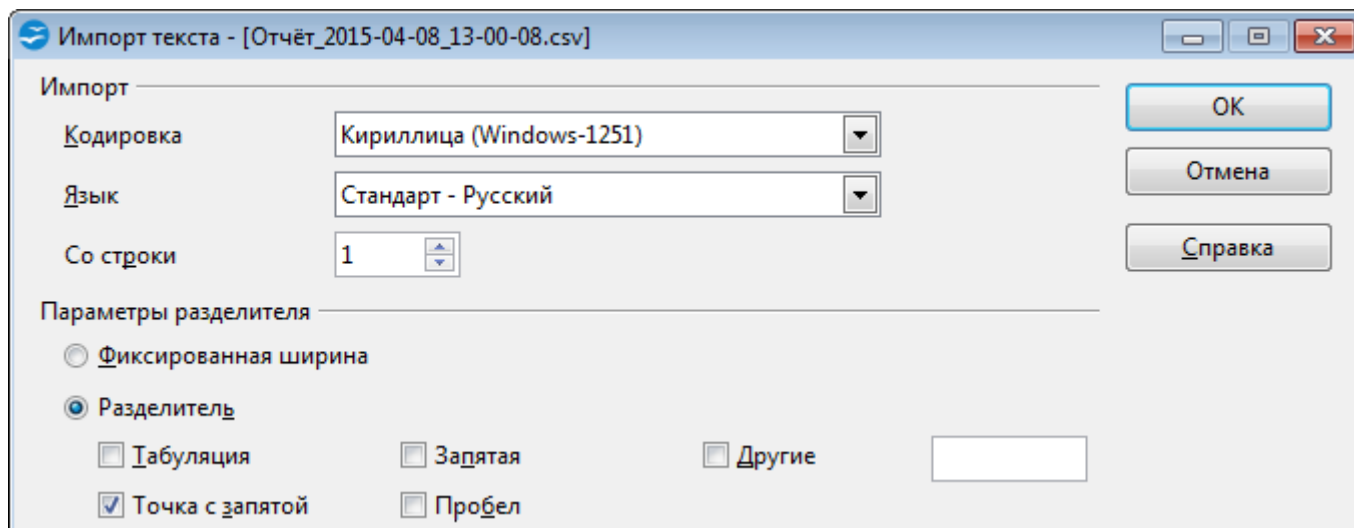 Импорт текста - [Отчёт_2015-04-08_13-00-08.csv]
Импорт
Кодировка Кириллица (Windows-1251)
OK
Язык Стандарт - Русский
Отмена
Со строки 1
Справка
Параметры разделителя
Фиксированная ширина
Разделитель
Табуляция Запятая Другие
Точка с запятой Пробел